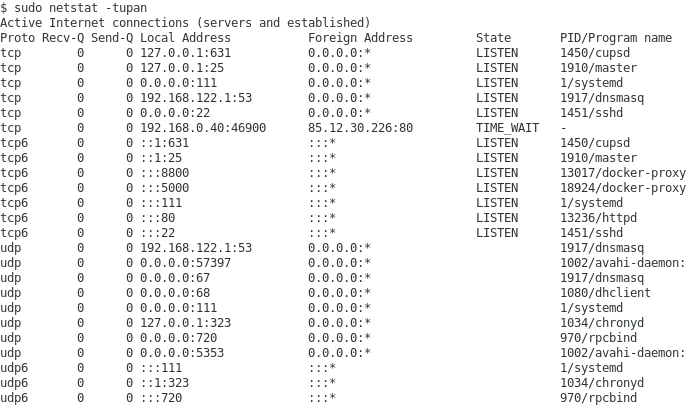 $ sudo netstat -tupan
Active Internet connections (servers and established)
Proto Recv-Q Send-Q Local Address           Foreign Address         State       PID/Program name
tcp        0      0 127.0.0.1:631           0.0.0.0:*               LISTEN      1450/cupsd
tcp        0      0 127.0.0.1:25            0.0.0.0:*               LISTEN      1910/master
tcp        0      0 0.0.0.0:111             0.0.0.0:*               LISTEN      1/systemd
tcp        0      0 192.168.122.1:53        0.0.0.0:*               LISTEN      1917/dnsmasq
tcp        0      0 0.0.0.0:22              0.0.0.0:*               LISTEN      1451/sshd
tcp        0      0 192.168.0.40:46900      85.12.30.226:80         TIME_WAIT   -
tcp6       0      0 ::1:631                 :::*                    LISTEN      1450/cupsd
tcp6       0      0 ::1:25                  :::*                    LISTEN      1910/master
tcp6       0      0 :::8800                 :::*                    LISTEN      13017/docker-proxy
tcp6       0      0 :::5000                 :::*                    LISTEN      18924/docker-proxy
tcp6       0      0 :::111                  :::*                    LISTEN      1/systemd
tcp6       0      0 :::80                   :::*                    LISTEN      13236/httpd
tcp6       0      0 :::22                   :::*                    LISTEN      1451/sshd
udp        0      0 192.168.122.1:53        0.0.0.0:*                           1917/dnsmasq
udp        0      0 0.0.0.0:57397           0.0.0.0:*                           1002/avahi-daemon:
udp        0      0 0.0.0.0:67              0.0.0.0:*                           1917/dnsmasq
udp        0      0 0.0.0.0:68              0.0.0.0:*                           1080/dhclient
udp        0      0 0.0.0.0:111             0.0.0.0:*                           1/systemd
udp        0      0 127.0.0.1:323           0.0.0.0:*                           1034/chronyd
udp        0      0 0.0.0.0:720             0.0.0.0:*                           970/rpcbind
udp        0      0 0.0.0.0:5353            0.0.0.0:*                           1002/avahi-daemon:
udp6       0      0 :::111                  :::*                                1/systemd
udp6       0      0 ::1:323                 :::*                                1034/chronyd
udp6       0      0 :::720                  :::*                                970/rpcbind